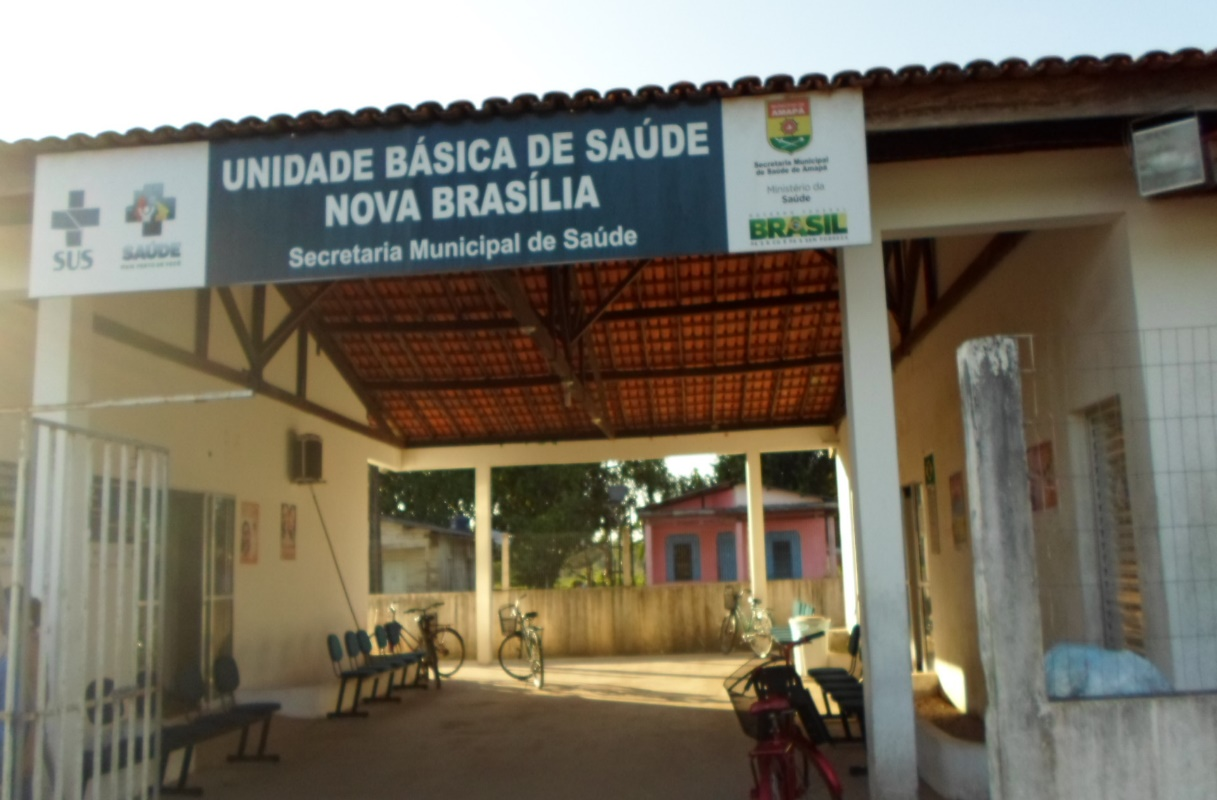 SUS
SAÚDE
UNIDADE BÁSICA DE SAÚDE
NOVA BRASÍLIA
Secretaria Municipal de Saúde
AMAPÁ
Secretaria Municipal
de Saúde de Amapá
Ministério da
Saúde
BRASIL